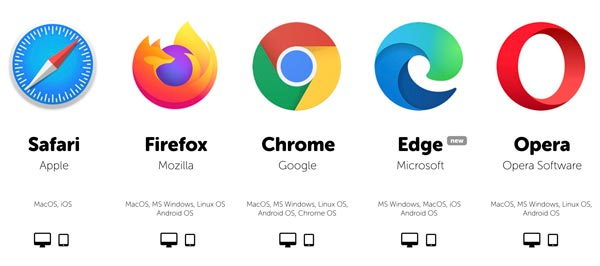 Safari
Apple
MacOS, iOS
Firefox
Mozilla
MacOS, MS Windows, Linux OS
Android OS
Chrome
Google
MacOS, MS Windows, Linux OS,
Android OS, Chrome OS
Edge new
Microsoft
MS Windows, MacOS, iOS
Android OS
Opera
Opera Software
MacOS, MS Windows, Linux OS,
Android OS